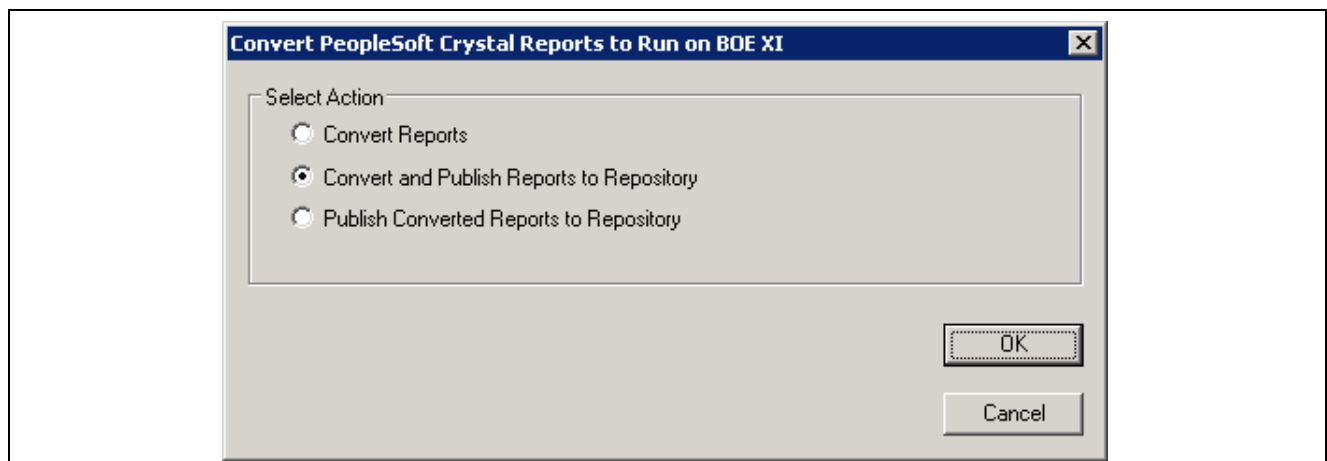 Convert PeopleSoft Crystal Reports to Run on BOE XI
Select Action
Convert Reports
Convert and Publish Reports to Repository
Publish Converted Reports to Repository
OK
Cancel